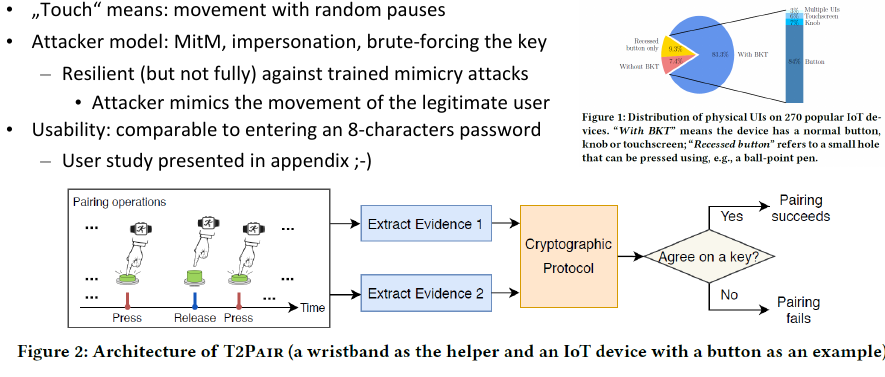 • „Touch“ means: movement with random pauses
• Attacker model: MitM, impersonation, brute-forcing the key
– Resilient (but not fully) against trained mimicry attacks
• Attacker mimics the movement of the legitimate user
• Usability: comparable to entering an 8-characters password
– User study presented in appendix ;-)
Recessed
button only
9.3%
7.4%
Without BKT
83.3%
With BKT
3%
Multiple UIs
6%
Touchscreen
7%
Knob
84%
Button
Figure 1: Distribution of physical UIs on 270 popular IoT de-
vices. “With BKT” means the device has a normal button,
knob or touchscreen; “Recessed button” refers to a small hole
that can be pressed using, e.g., a ball-point pen.
Pairing operations
... ...
... ...
... ...
Press
Release
Press
Time
Extract Evidence 1
Extract Evidence 2
Cryptographic
Protocol
Agree on a key?
Yes
No
Pairing
succeeds
Pairing
fails
Figure 2: Architecture of T2Pair (a wristband as the helper and an IoT device with a button as an example)